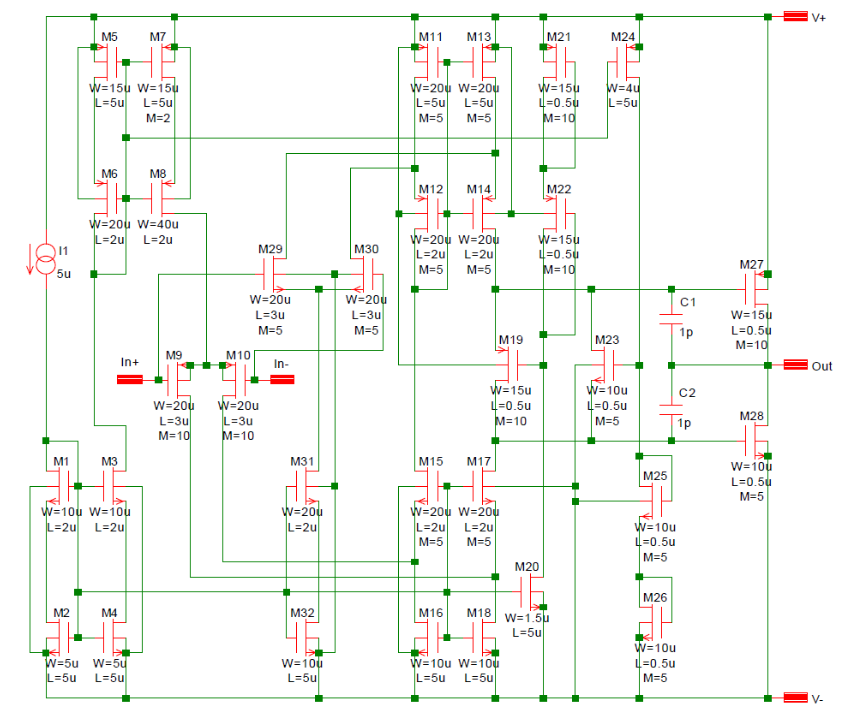 M5
M7
M11
M13
M21
M24
V+
W=15u
L=5u
W=15u
L=5u
M=2
W=20u
L=5u
M=5
W=20u
L=5u
M=5
W=15u
L=0.5u
M=10
W=4u
L=5u
M6
M8
M12
M14
M22
W=20u
L=2u
W=40u
L=2u
W=20u
L=2u
M=5
W=20u
L=2u
M=5
W=15u
L=0.5u
M=10
I1
5u
M29
M30
M27
W=20u
L=3u
M=5
W=20u
L=3u
M=5
C1
1p
W=15u
L=0.5u
M=10
In+
M9
M10
In-
M19
M23
Out
W=20u
L=3u
M=10
W=20u
L=3u
M=10
W=15u
L=0.5u
M=10
W=10u
L=0.5u
M=5
C2
1p
M28
W=10u
L=0.5u
M=5
M1
M3
M31
M15
M17
M25
W=10u
L=2u
W=10u
L=2u
W=20u
L=2u
W=20u
L=2u
M=5
W=20u
L=2u
M=5
W=10u
L=0.5u
M=5
M20
W=1.5u
L=5u
M2
M4
M32
M16
M18
M26
W=5u
L=5u
W=5u
L=5u
W=10u
L=5u
W=10u
L=5u
W=10u
L=5u
W=10u
L=0.5u
M=5
V-